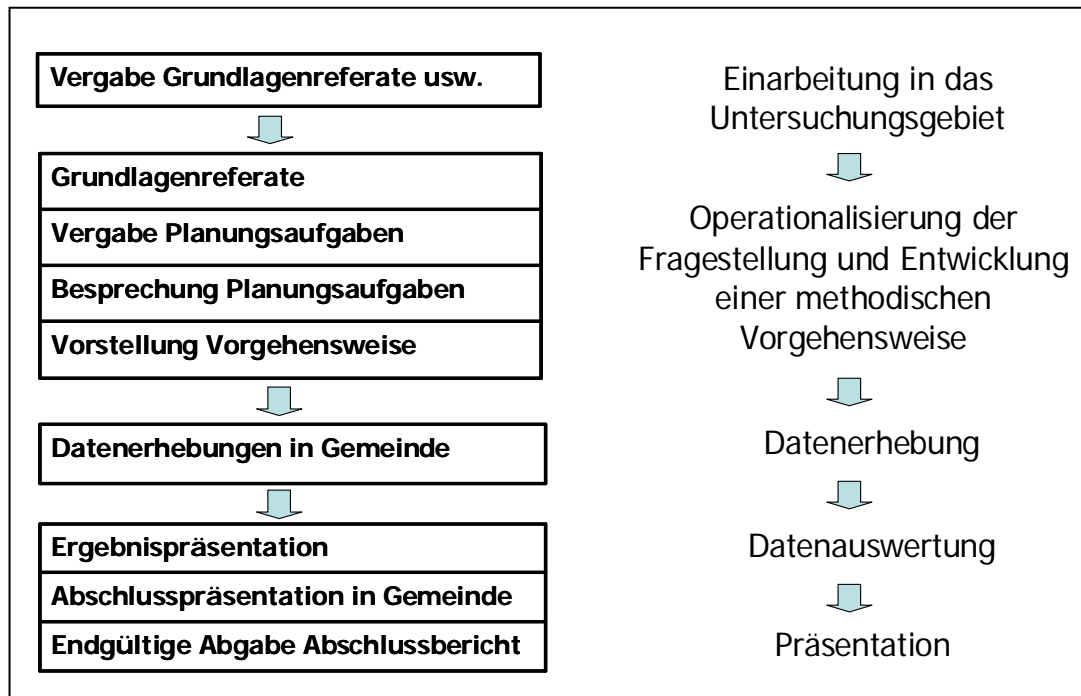 Vergabe Grundlagenreferate usw.
Grundlagenreferate
Vergabe Planungsaufgaben
Besprechung Planungsaufgaben
Vorstellung Vorgehensweise
Datenerhebungen in Gemeinde
Ergebnispräsentation
Abschlusspräsentation in Gemeinde
Endgültige Abgabe Abschlussbericht
Einarbeitung in das
Untersuchungsgebiet
Operationalisierung der
Fragestellung und Entwicklung
einer methodischen
Vorgehensweise
Datenerhebung
Datenauswertung
Präsentation